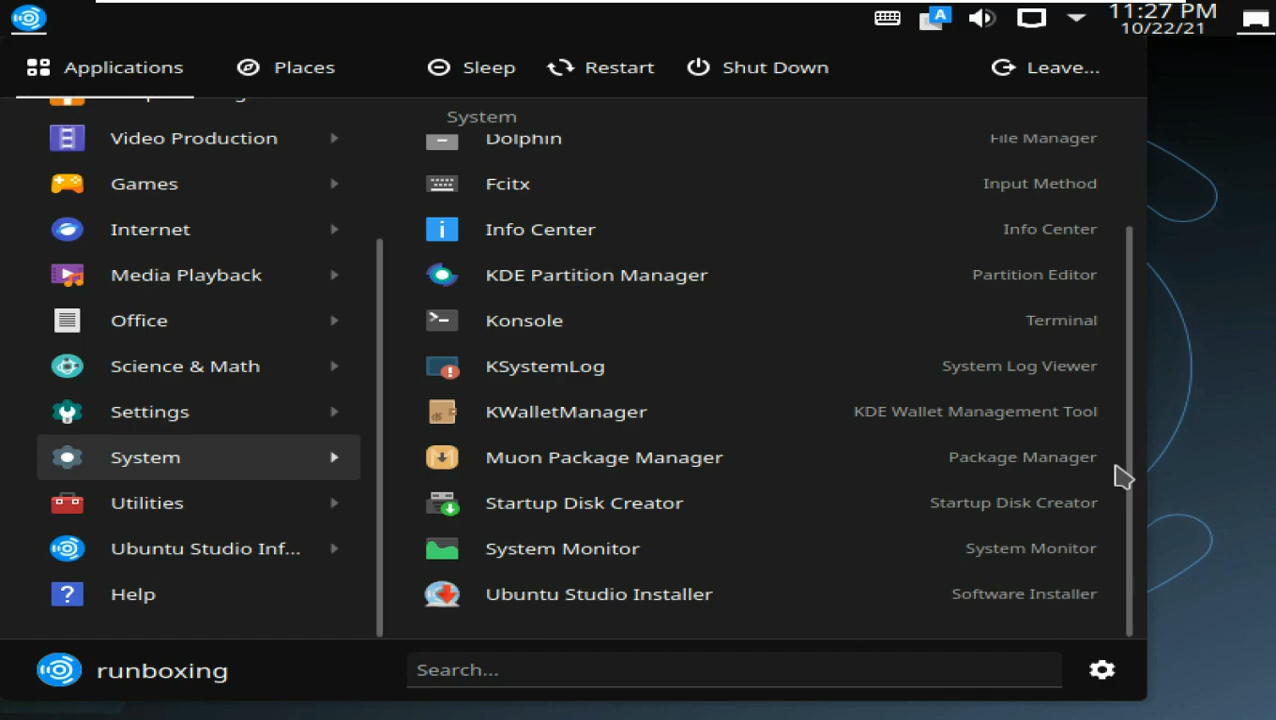 A
11:27 PM
10/22/21
Applications
Places
Sleep
Restart
Shut Down
Leave...
System
Video Production
Games
Internet
Media Playback
Office
Science & Math
Settings
System
Utilities
Ubuntu Studio Inf...
? Help
Dolphin File Manager
Fcitx Input Method
i Info Center Info Center
KDE Partition Manager Partition Editor
Konsole Terminal
KSystemLog System Log Viewer
KWalletManager KDE Wallet Management Tool
Muon Package Manager Package Manager
Startup Disk Creator Startup Disk Creator
System Monitor System Monitor
Ubuntu Studio Installer Software Installer
runboxing
Search...